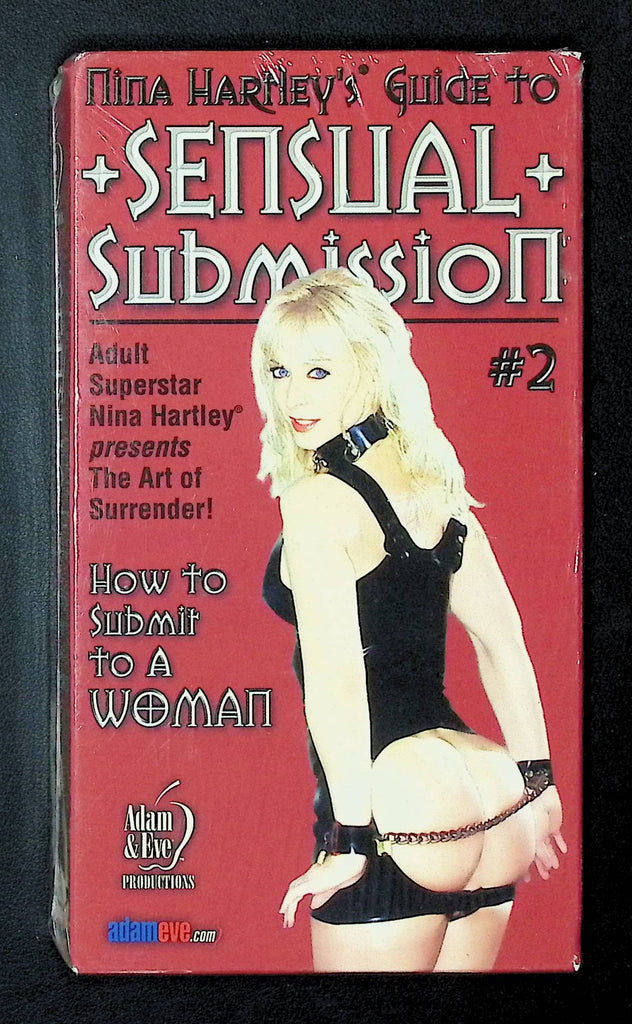 Nina Hartley's® Guide to
SENSUAL
Submission
#2
Adult
Superstar
Nina Hartley®
presents
The Art of
Surrender!
How to
Submit
to a
Woman
Adam
& Eve™
PRODUCTIONS
adameve.com